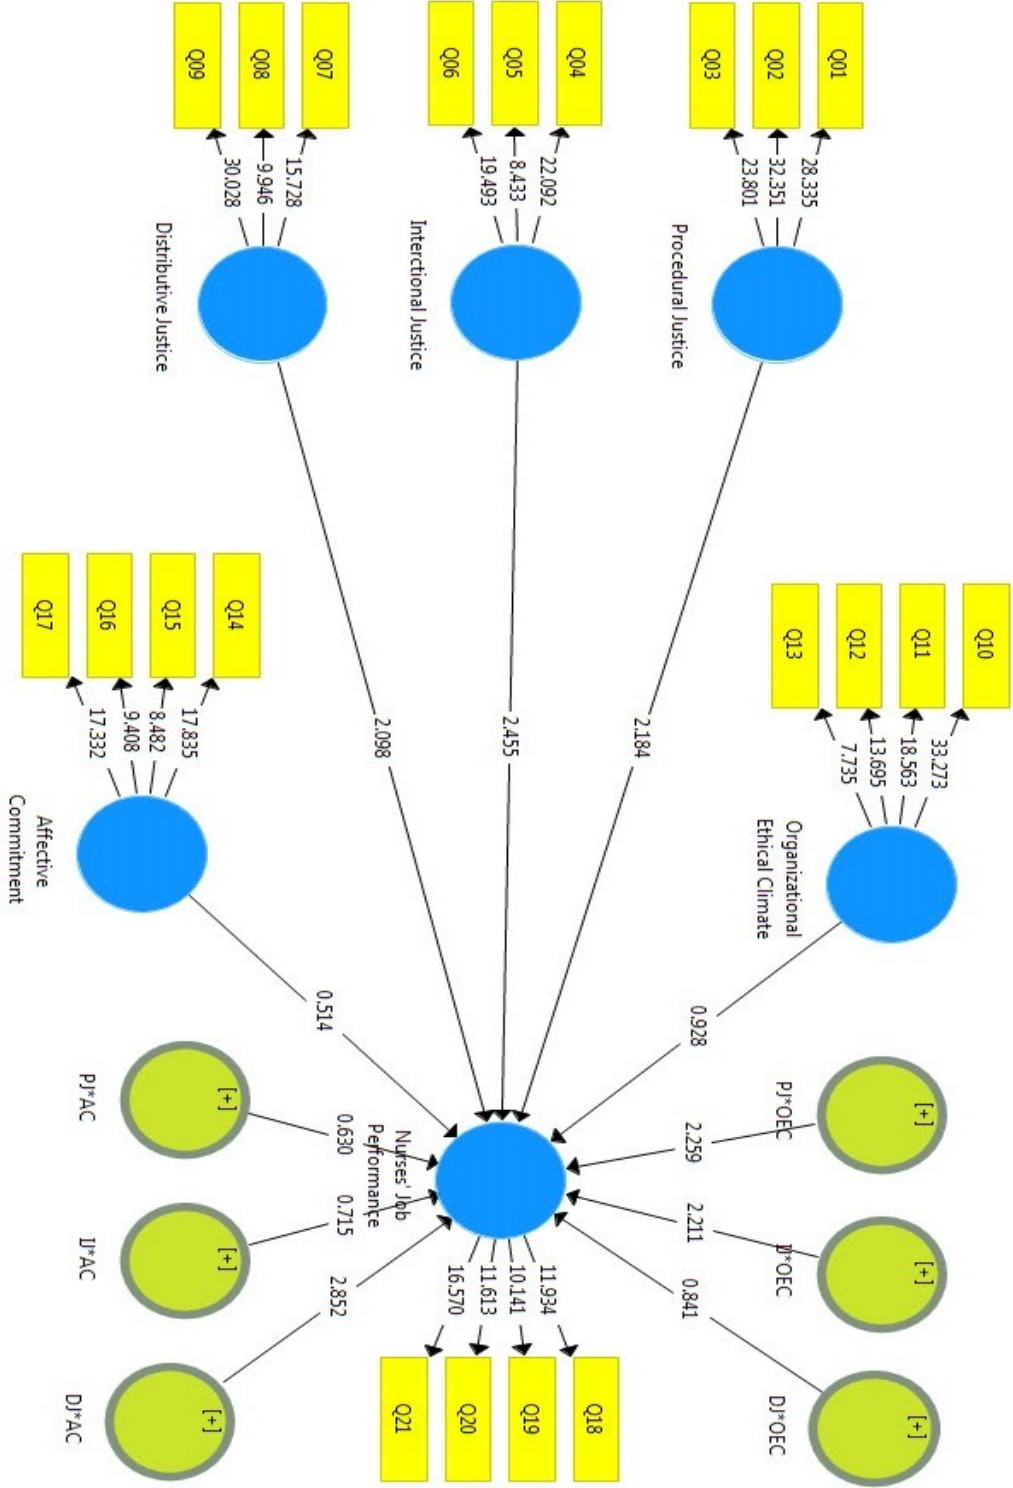 Q10
Q11
Q12
Q13
33.273
18.563
13.695
7.735
Organizational
Ethical Climate
[+]
PJ*OEC
[+]
IJ*OEC
[+]
DJ*OEC
Q01
Q02
Q03
28.335
32.351
23.801
Procedural Justice
2.184
0.928
2.259
2.211
0.841
Q04
Q05
Q06
22.092
8.433
19.493
Interctional Justice
2.455
Nurses' Job
Performance
11.934
10.141
11.613
16.570
Q18
Q19
Q20
Q21
Q07
Q08
Q09
15.728
9.946
30.028
Distributive Justice
2.098
0.514
0.630
0.715
2.852
Q14
Q15
Q16
Q17
17.835
8.482
9.408
17.332
Affective
Commitment
[+]
PJ*AC
[+]
IJ*AC
[+]
DJ*AC